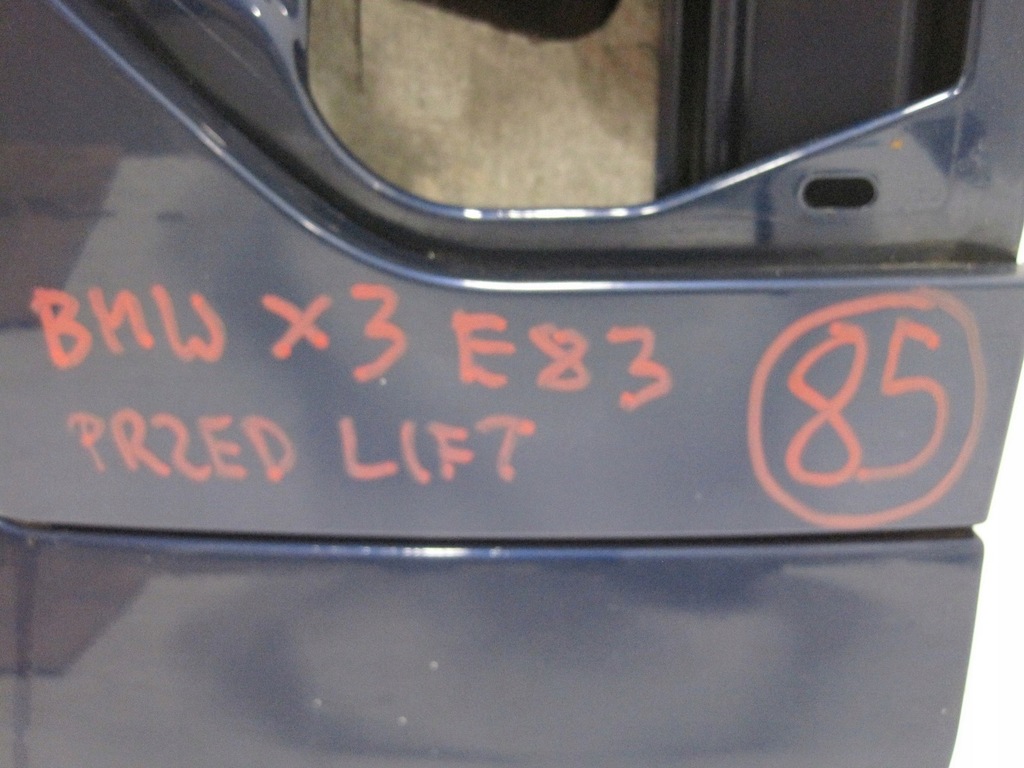 BMW X3 E83
PRZED LIFT
85